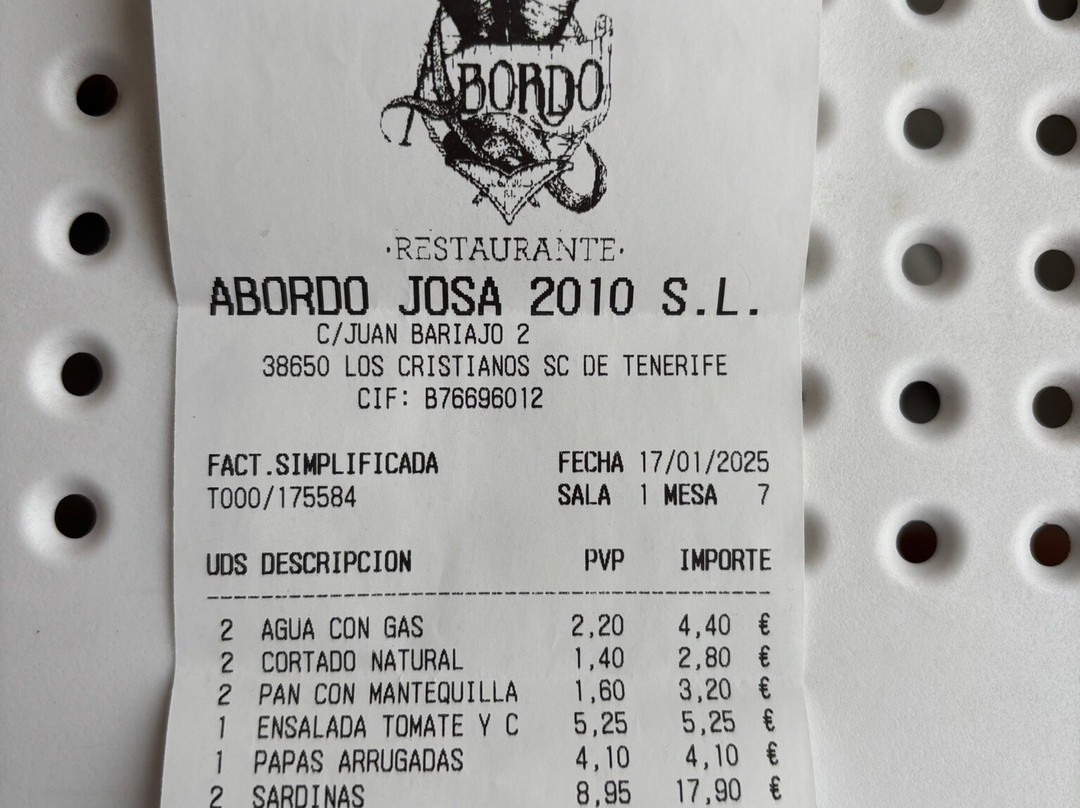 ABORDO
·RESTAURANTE·
ABORDO JOSA 2010 S.L.
C/JUAN BARIAJO 2
38650 LOS CRISTIANOS SC DE TENERIFE
CIF: B76696012
FACT.SIMPLIFICADA FECHA 17/01/2025
T000/175584 SALA 1 MESA 7
UDS DESCRIPCION PVP IMPORTE
2 AGUA CON GAS 2,20 4,40 €
2 CORTADO NATURAL 1,40 2,80 €
2 PAN CON MANTEQUILLA 1,60 3,20 €
1 ENSALADA TOMATE Y C 5,25 5,25 €
1 PAPAS ARRUGADAS 4,10 4,10 €
2 SARDINAS 8,95 17,90 €